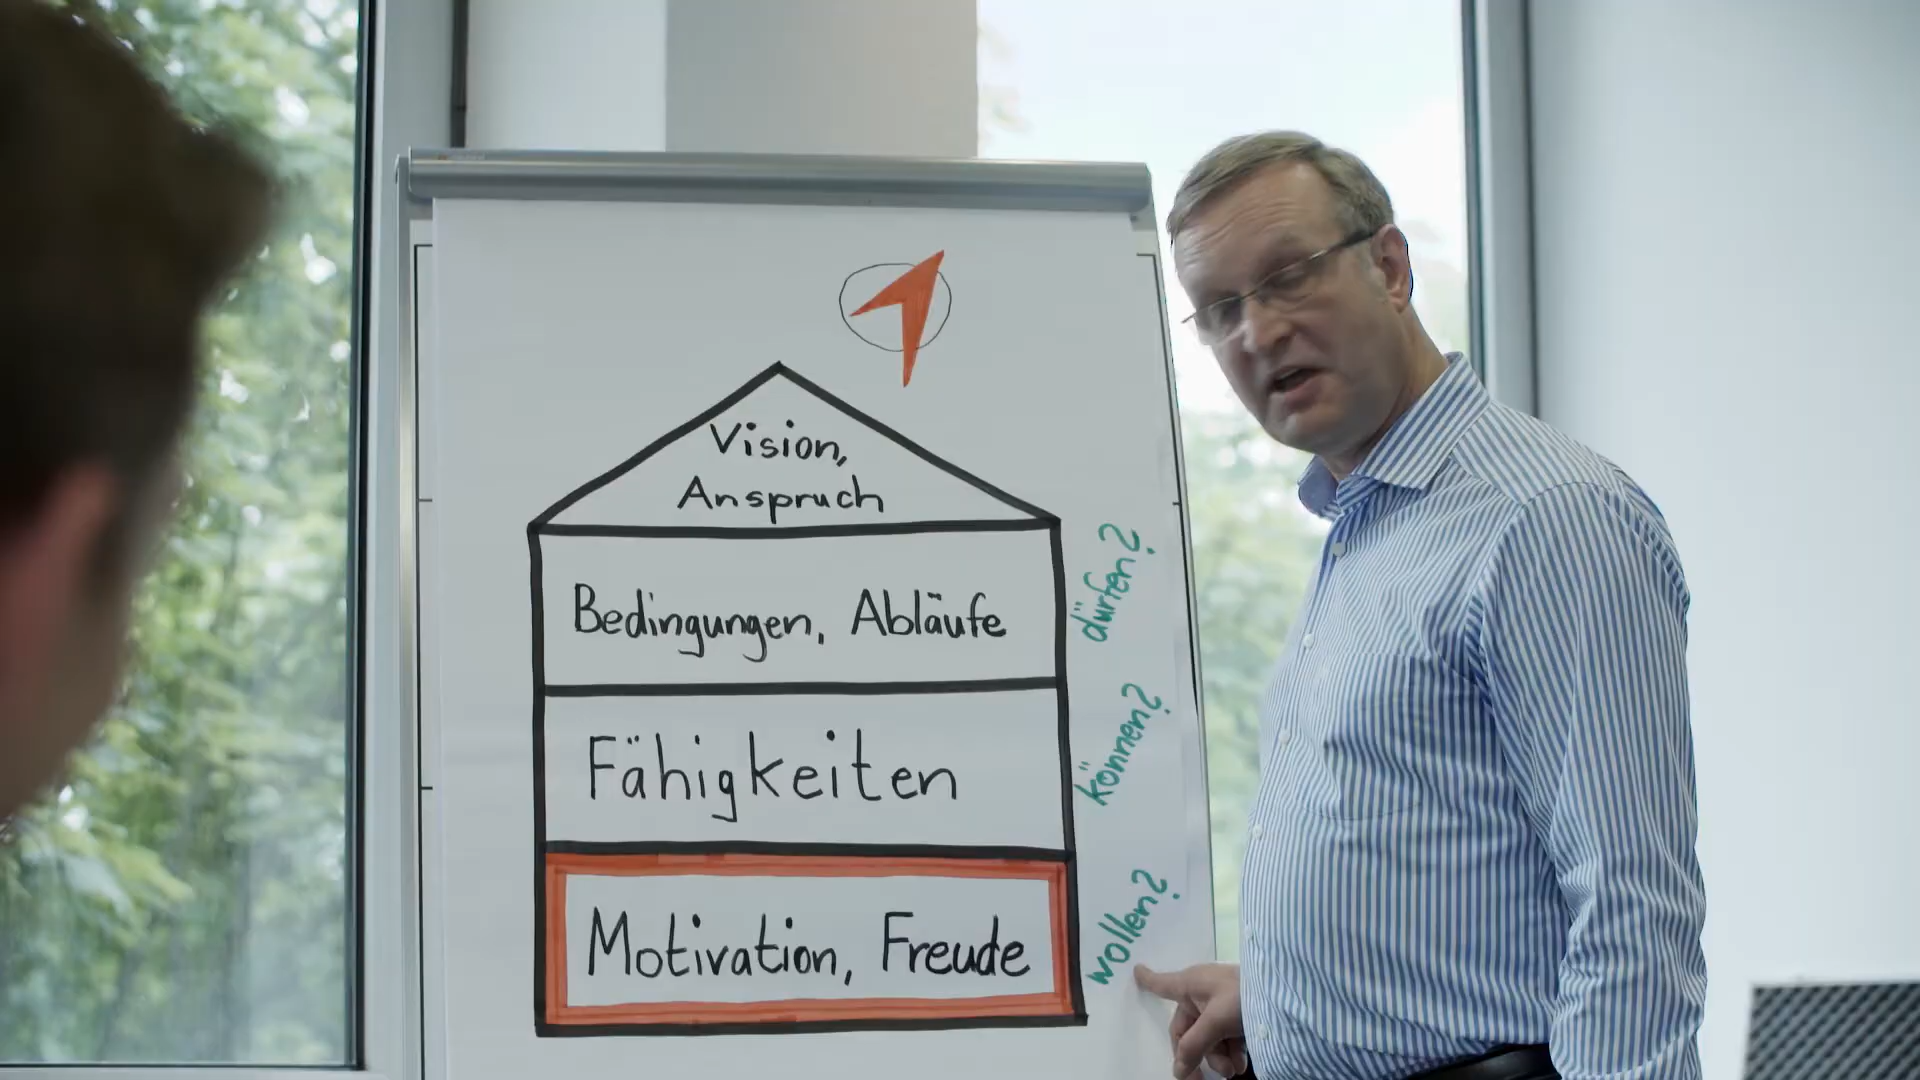 Vision,
Anspruch
Bedingungen, Abläufe
dürfen?
Fähigkeiten
können?
Motivation, Freude
wollen?